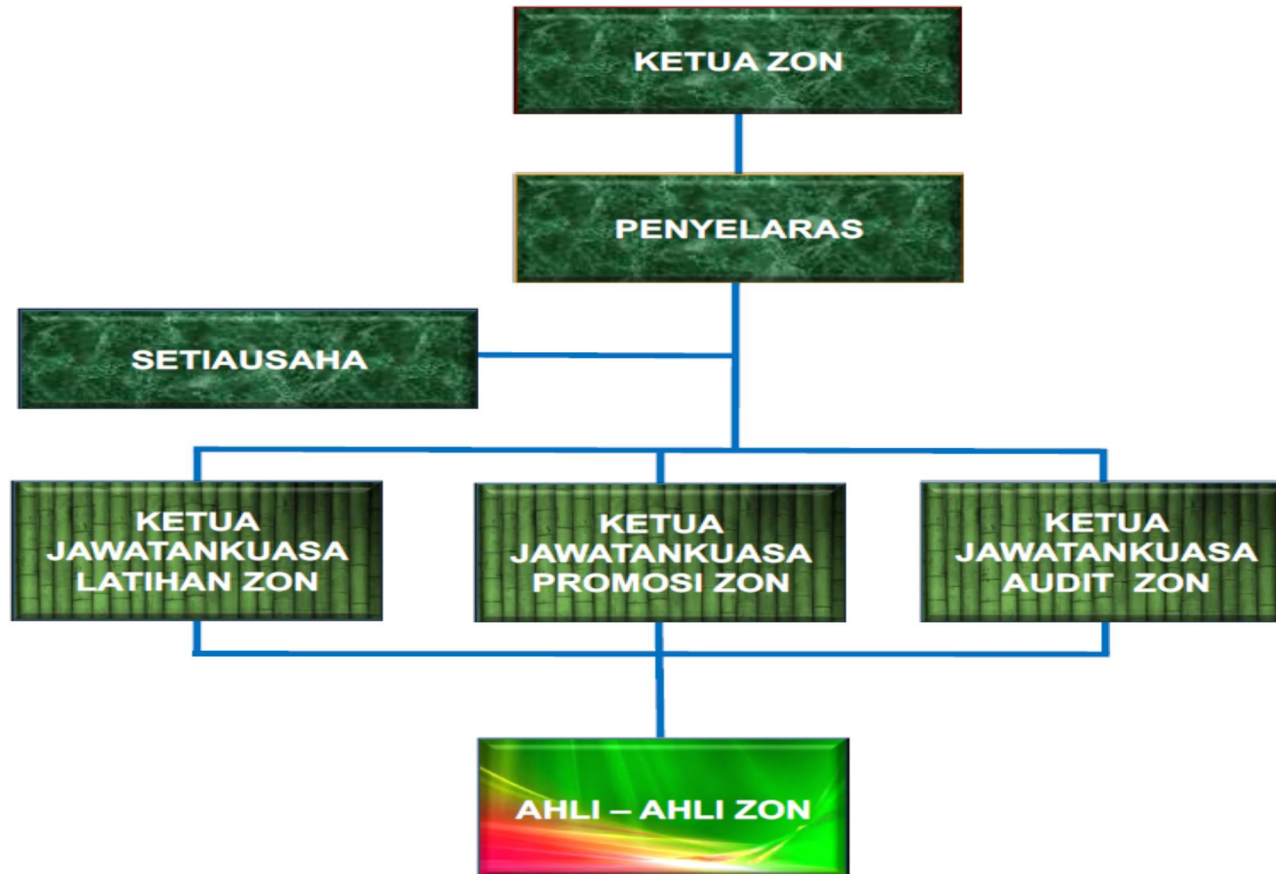 KETUA ZON
PENYELARAS
SETIAUSAHA
KETUA
JAWATANKUASA
LATIHAN ZON
KETUA
JAWATANKUASA
PROMOSI ZON
KETUA
JAWATANKUASA
AUDIT ZON
AHLI – AHLI ZON